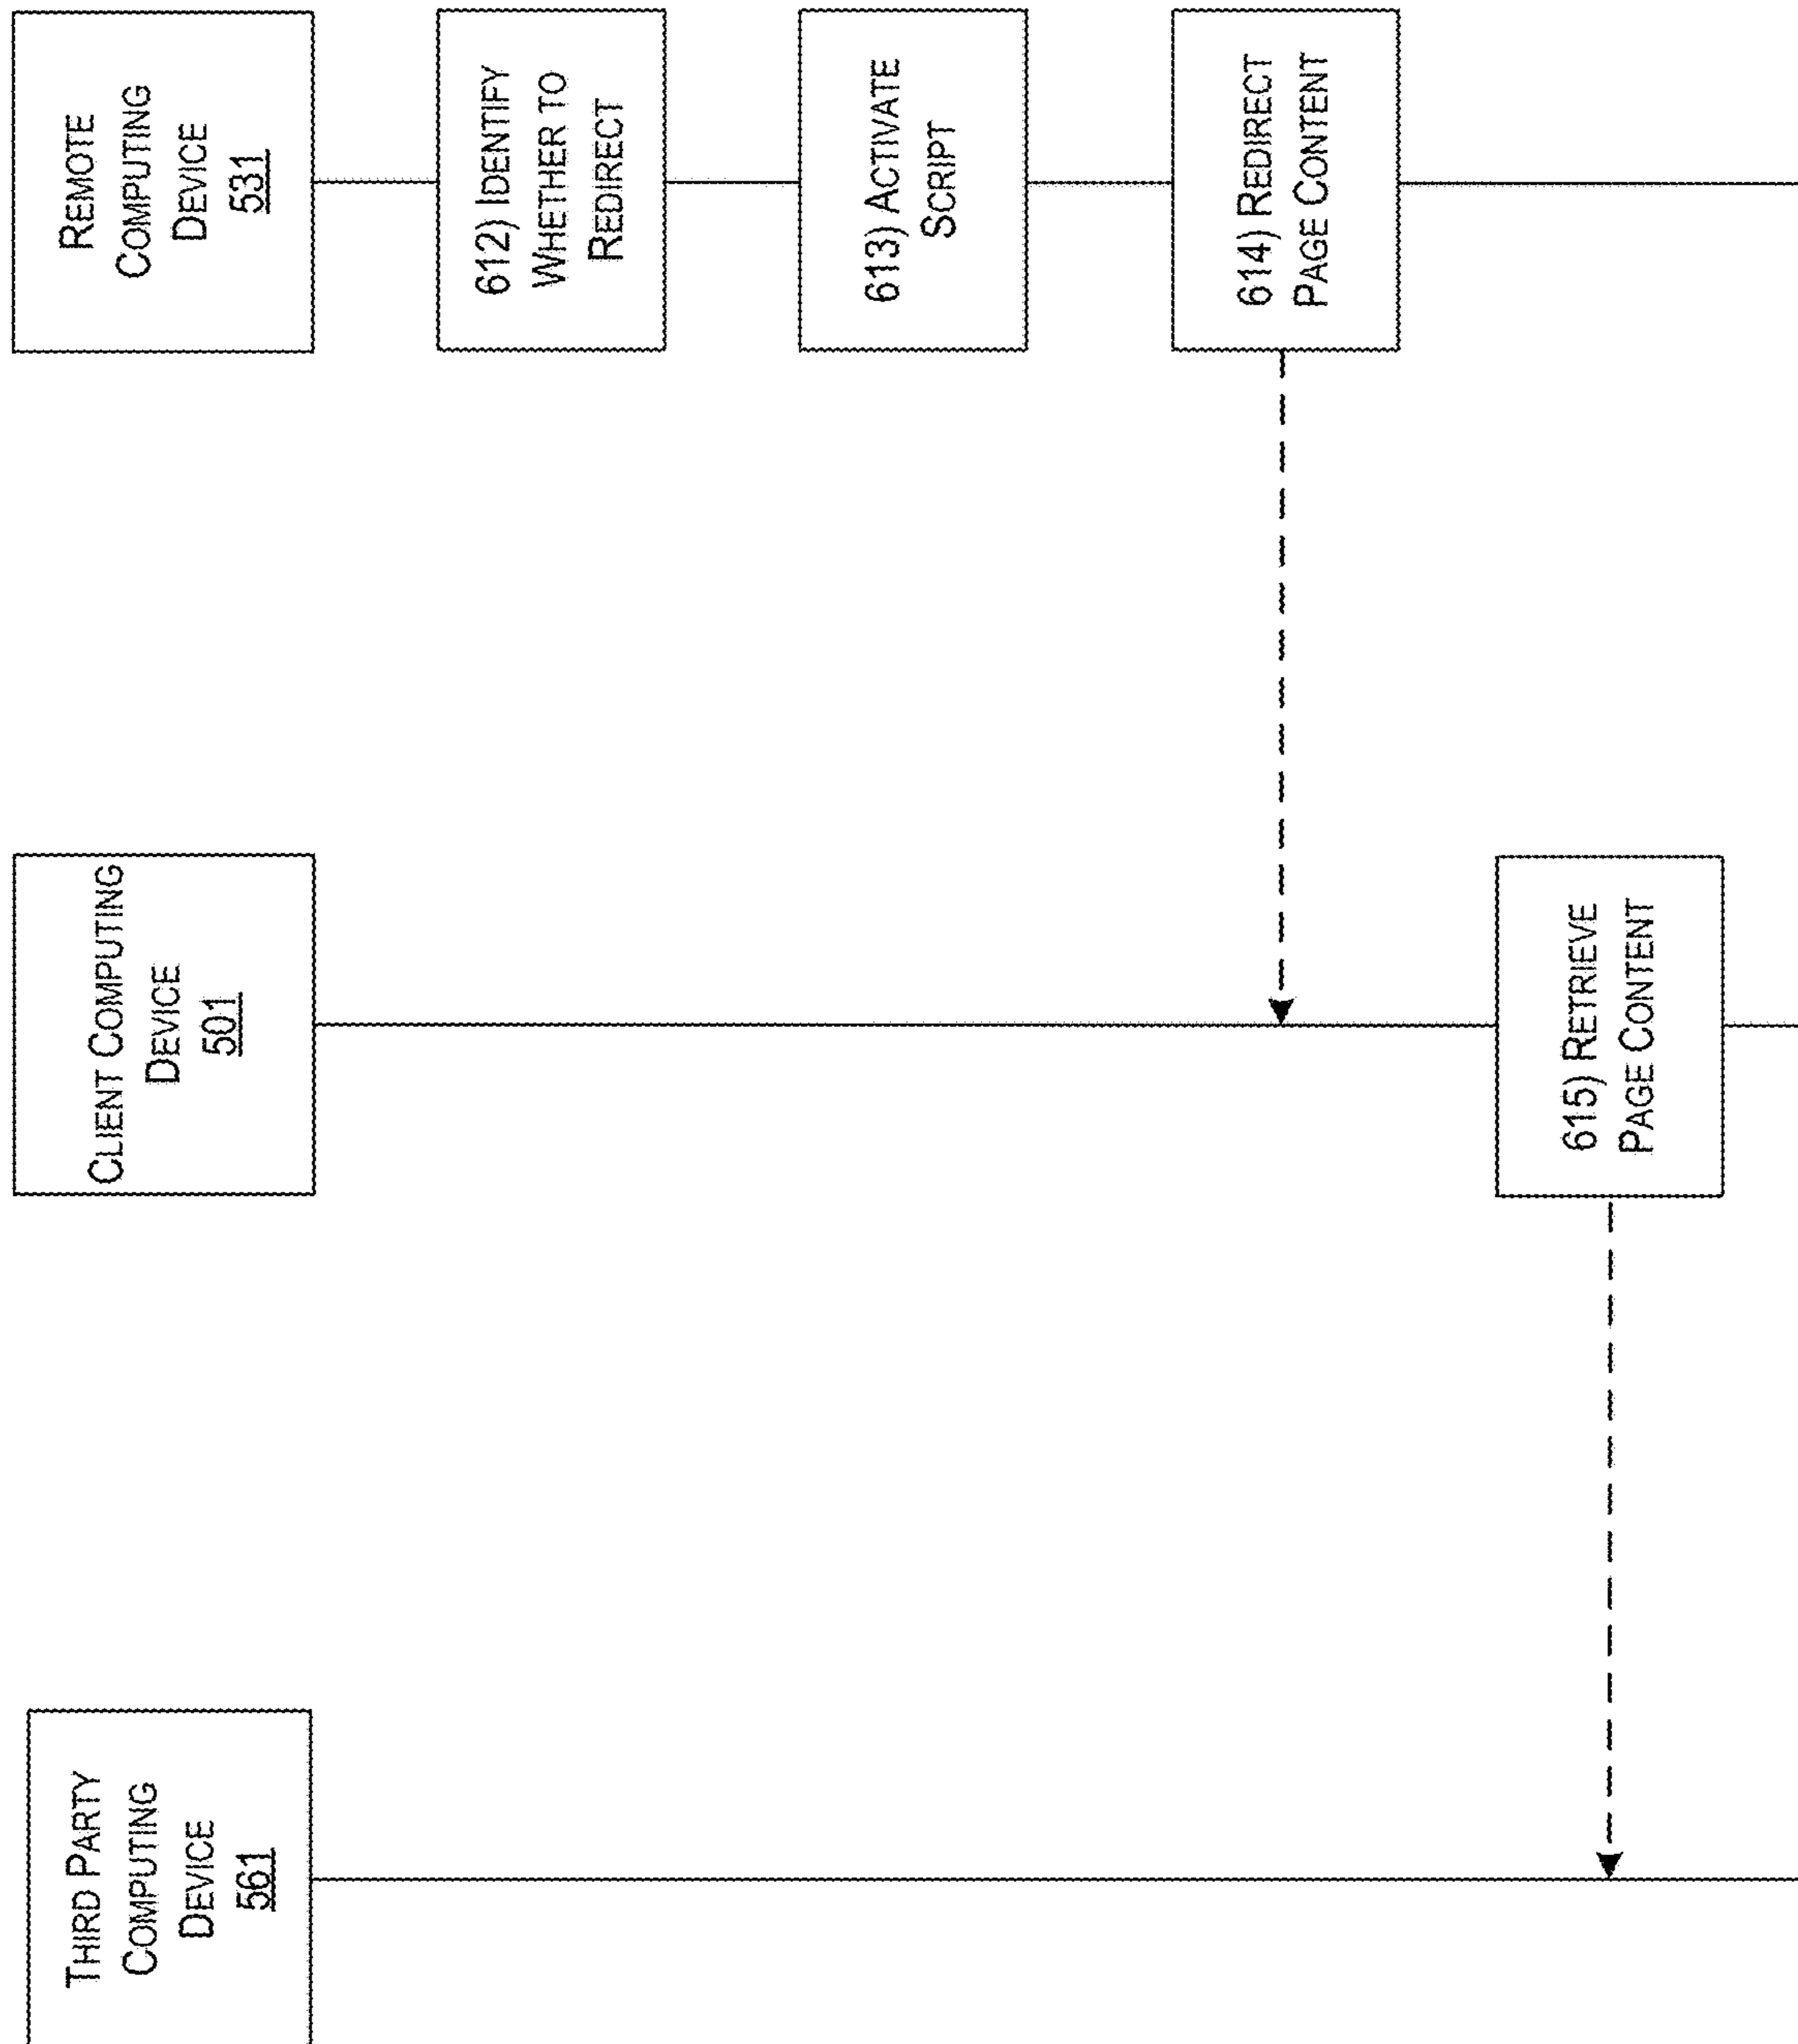 REMOTE
COMPUTING
DEVICE
531
612) IDENTIFY
WHETHER TO
REDIRECT
613) ACTIVATE
SCRIPT
614) REDIRECT
PAGE CONTENT
CLIENT COMPUTING
DEVICE
501
615) RETRIEVE
PAGE CONTENT
THIRD PARTY
COMPUTING
DEVICE
561